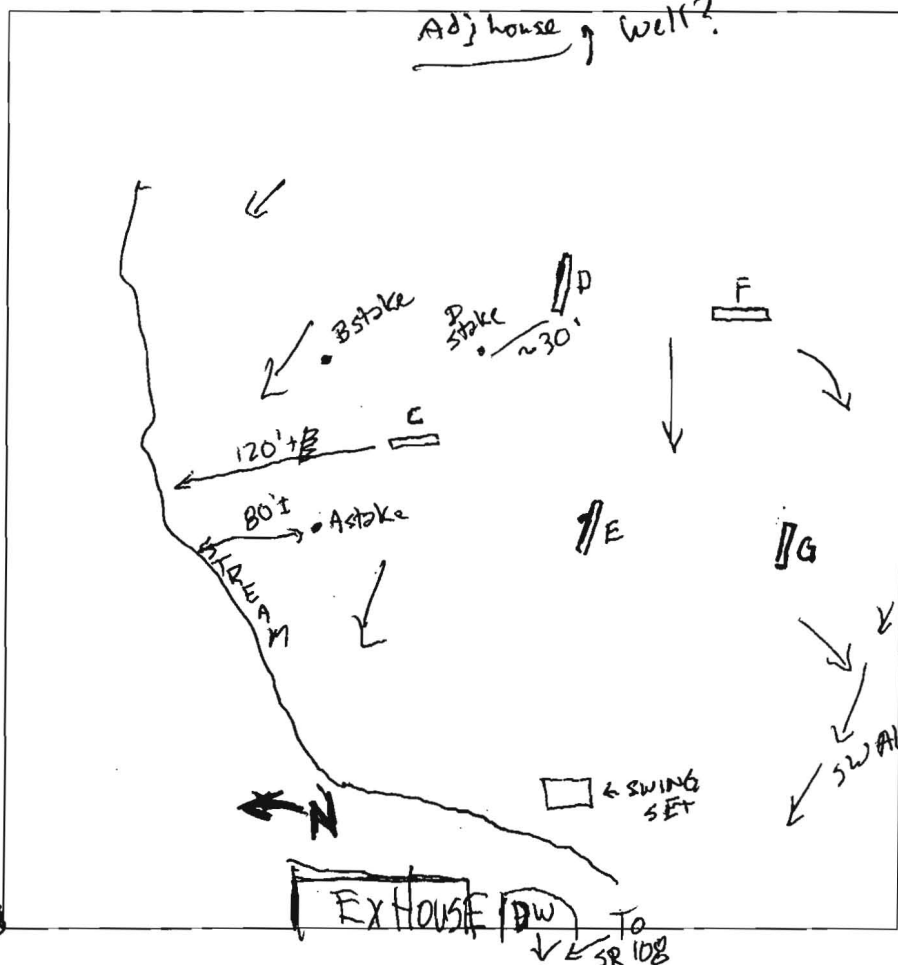 Adj house Well?
D
F
B stake
D stake
~30'
C
120'+
80'±
A stake
E
G
STREAM
SWING SET
N
EX HOUSE
DW
TO
SR 108